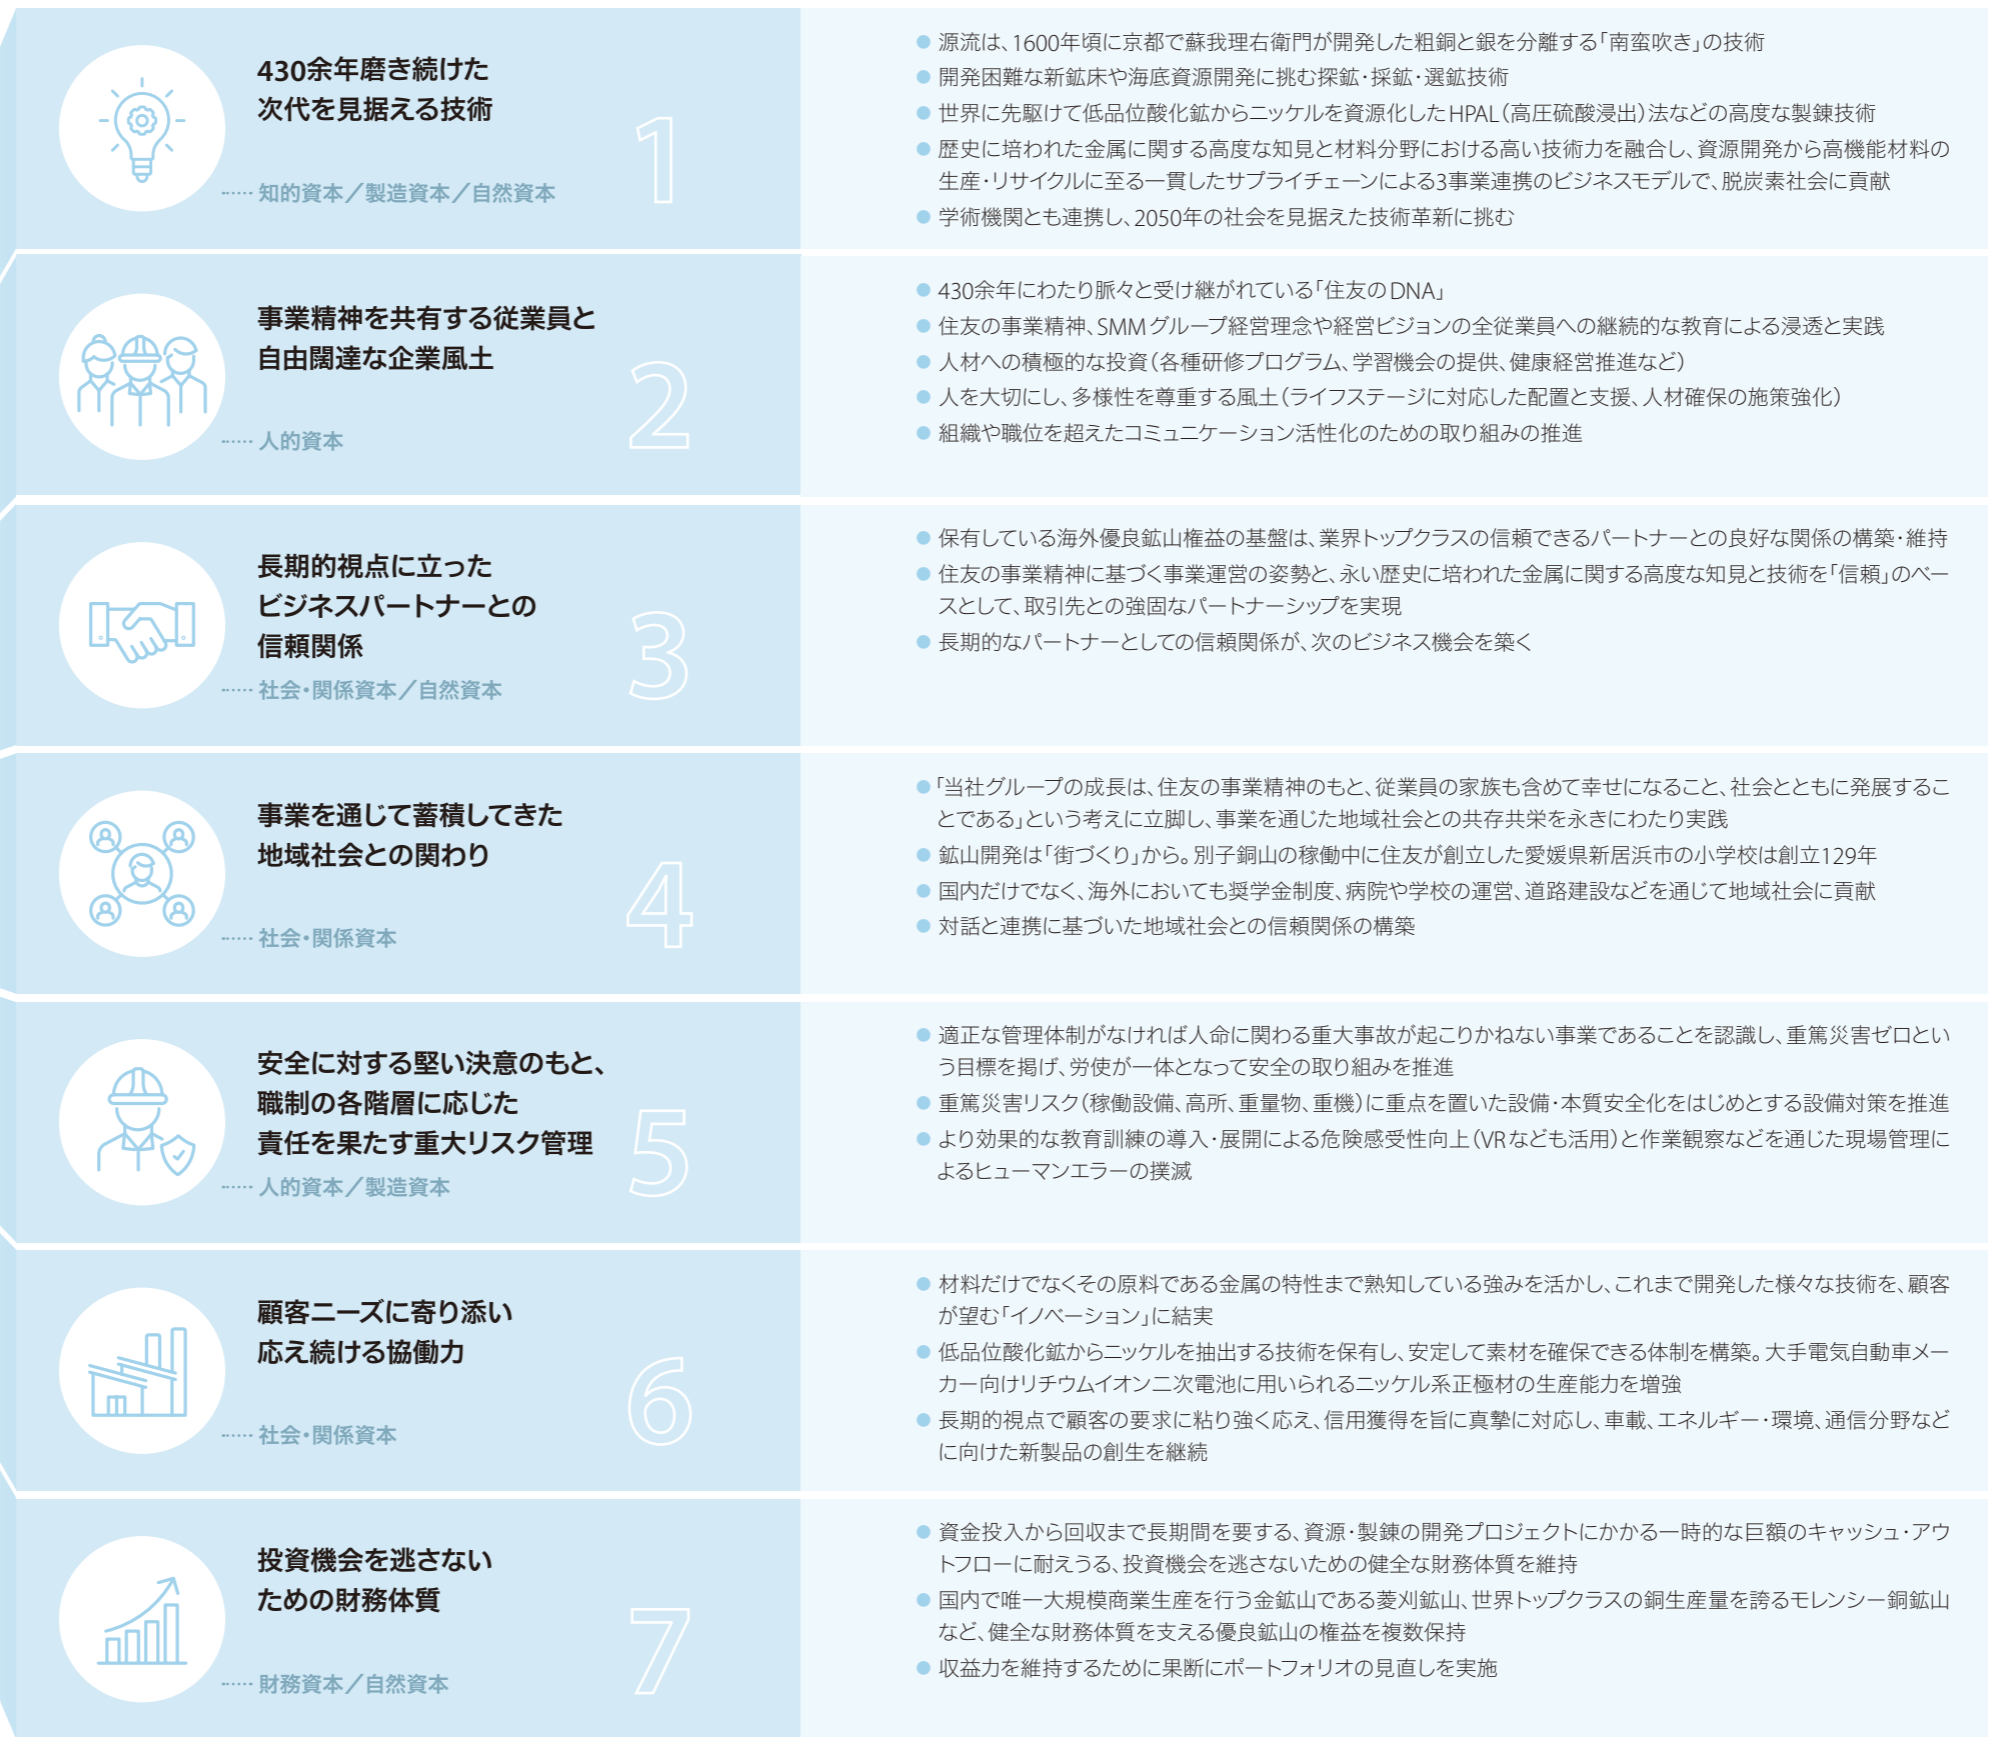 430余年磨き続けた
次代を見据える技術
知的資本／製造資本／自然資本
1
● 源流は、1600年頃に京都で蘇我理右衛門が開発した粗銅と銀を分離する「南蛮吹き」の技術
● 開発困難な新鉱床や海底資源開発に挑む探鉱・採鉱・選鉱技術
● 世界に先駆けて低品位酸化鉱からニッケルを資源化したHPAL（高圧硫酸浸出）法などの高度な製錬技術
● 歴史に培われた金属に関する高度な知見と材料分野における高い技術力を融合し、資源開発から高機能材料の
生産・リサイクルに至る一貫したサプライチェーンによる3事業連携のビジネスモデルで、脱炭素社会に貢献
● 学術機関とも連携し、2050年の社会を見据えた技術革新に挑む
事業精神を共有する従業員と
自由闊達な企業風土
人的資本
2
● 430余年にわたり脈々と受け継がれている「住友のDNA」
● 住友の事業精神、SMMグループ経営理念や経営ビジョンの全従業員への継続的な教育による浸透と実践
● 人材への積極的な投資（各種研修プログラム、学習機会の提供、健康経営推進など）
● 人を大切にし、多様性を尊重する風土（ライフステージに対応した配置と支援、人材確保の施策強化）
● 組織や職位を超えたコミュニケーション活性化のための取り組みの推進
長期的視点に立った
ビジネスパートナーとの
信頼関係
社会・関係資本／自然資本
3
● 保有している海外優良鉱山権益の基盤は、業界トップクラスの信頼できるパートナーとの良好な関係の構築・維持
● 住友の事業精神に基づく事業運営の姿勢と、永い歴史に培われた金属に関する高度な知見と技術を「信頼」のベー
スとして、取引先との強固なパートナーシップを実現
● 長期的なパートナーとしての信頼関係が、次のビジネス機会を築く
事業を通じて蓄積してきた
地域社会との関わり
社会・関係資本
4
● 「当社グループの成長は、住友の事業精神のもと、従業員の家族も含めて幸せになること、社会とともに発展するこ
とである」という考えに立脚し、事業を通じた地域社会との共存共栄を永きにわたり実践
● 鉱山開発は「街づくり」から。別子銅山の稼働中に住友が創立した愛媛県新居浜市の小学校は創立129年
● 国内だけでなく、海外においても奨学金制度、病院や学校の運営、道路建設などを通じて地域社会に貢献
● 対話と連携に基づいた地域社会との信頼関係の構築
安全に対する堅い決意のもと、
職制の各階層に応じた
責任を果たす重大リスク管理
人的資本／製造資本
5
● 適正な管理体制がなければ人命に関わる重大事故が起こりかねない事業であることを認識し、重篤災害ゼロとい
う目標を掲げ、労使が一体となって安全の取り組みを推進
● 重篤災害リスク（稼働設備、高所、重量物、重機）に重点を置いた設備・本質安全化をはじめとする設備対策を推進
● より効果的な教育訓練の導入・展開による危険感受性向上（VRなども活用）と作業観察などを通じた現場管理に
よるヒューマンエラーの撲滅
顧客ニーズに寄り添い
応え続ける協働力
社会・関係資本
6
● 材料だけでなくその原料である金属の特性まで熟知している強みを活かし、これまで開発した様々な技術を、顧客
が望む「イノベーション」に結実
● 低品位酸化鉱からニッケルを抽出する技術を保有し、安定して素材を確保できる体制を構築。大手電気自動車メー
カー向けリチウムイオン二次電池に用いられるニッケル系正極材の生産能力を増強
● 長期的視点で顧客の要求に粘り強く応え、信用獲得を旨に真摯に対応し、車載、エネルギー・環境、通信分野など
に向けた新製品の創生を継続
投資機会を逃さない
ための財務体質
財務資本／自然資本
7
● 資金投入から回収まで長期間を要する、資源・製錬の開発プロジェクトにかかる一時的な巨額のキャッシュ・アウ
トフローに耐えうる、投資機会を逃さないための健全な財務体質を維持
● 国内で唯一大規模商業生産を行う金鉱山である菱刈鉱山、世界トップクラスの銅生産量を誇るモレンシー銅鉱山
など、健全な財務体質を支える優良鉱山の権益を複数保持
● 収益力を維持するために果断にポートフォリオの見直しを実施